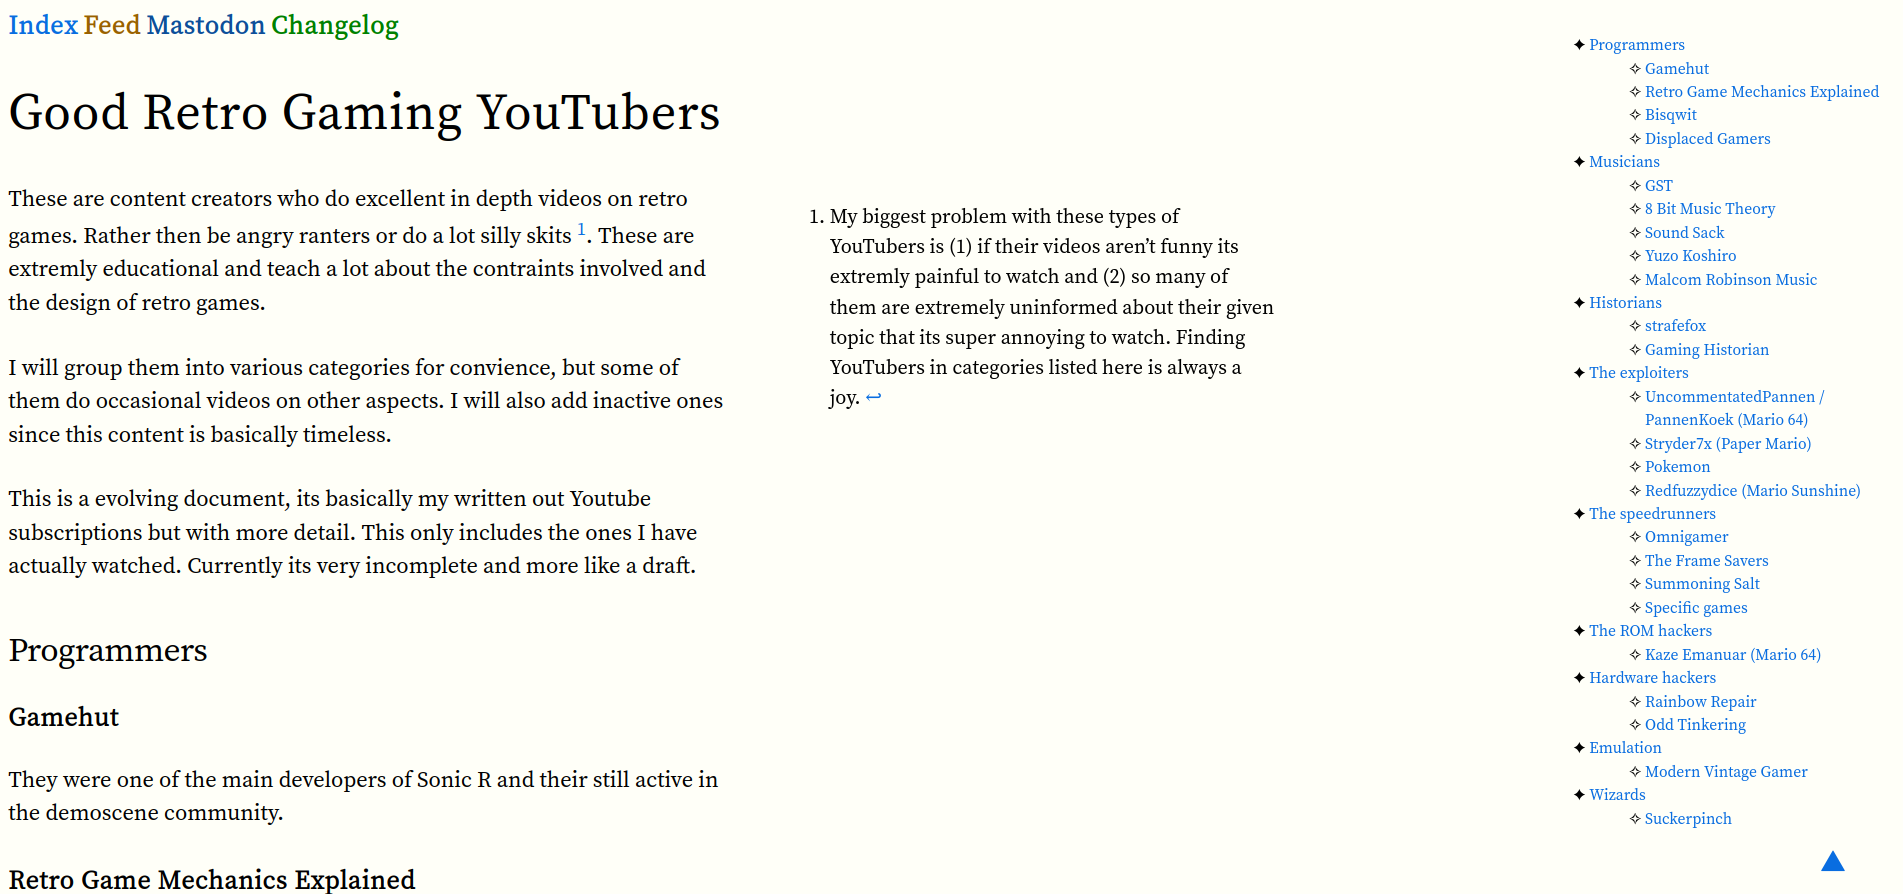 Index Feed Mastodon Changelog
Good Retro Gaming YouTubers
These are content creators who do excellent in depth videos on retro
games. Rather then be angry ranters or do a lot silly skits 1. These are
extremly educational and teach a lot about the contraints involved and
the design of retro games.
I will group them into various categories for convience, but some of
them do occasional videos on other aspects. I will also add inactive ones
since this content is basically timeless.
This is a evolving document, its basically my written out Youtube
subscriptions but with more detail. This only includes the ones I have
actually watched. Currently its very incomplete and more like a draft.
Programmers
Gamehut
They were one of the main developers of Sonic R and their still active in
the demoscene community.
Retro Game Mechanics Explained
1. My biggest problem with these types of
YouTubers is (1) if their videos aren’t funny its
extremly painful to watch and (2) so many of
them are extremely uninformed about their given
topic that its super annoying to watch. Finding
YouTubers in categories listed here is always a
joy. ↩
✦ Programmers
✧ Gamehut
✧ Retro Game Mechanics Explained
✧ Bisqwit
✧ Displaced Gamers
✦ Musicians
✧ GST
✧ 8 Bit Music Theory
✧ Sound Sack
✧ Yuzo Koshiro
✧ Malcom Robinson Music
✦ Historians
✧ strafefox
✧ Gaming Historian
✦ The exploiters
✧ UncommentatedPannen /
PannenKoek (Mario 64)
✧ Stryder7x (Paper Mario)
✧ Pokemon
✧ Redfuzzydice (Mario Sunshine)
✦ The speedrunners
✧ Omnigamer
✧ The Frame Savers
✧ Summoning Salt
✧ Specific games
✦ The ROM hackers
✧ Kaze Emanuar (Mario 64)
✦ Hardware hackers
✧ Rainbow Repair
✧ Odd Tinkering
✦ Emulation
✧ Modern Vintage Gamer
✦ Wizards
✧ Suckerpinch